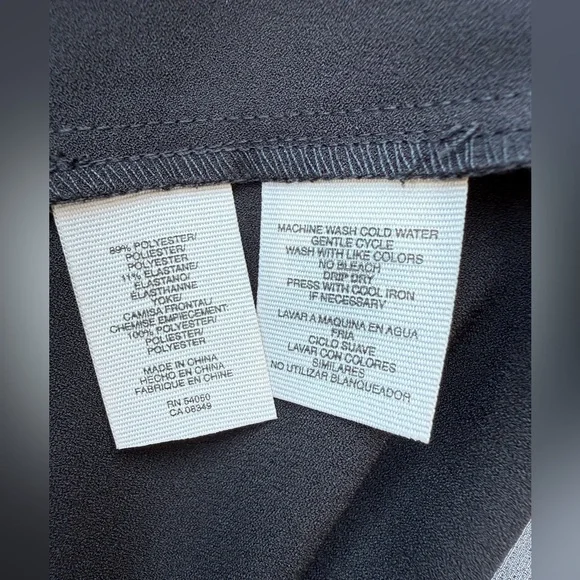 89% POLYESTER/
POLIESTER/
POLYESTER
11% ELASTANE/
ELASTANO/
ELASTHANNE
YOKE/
CAMISA FRONTAL/
CHEMISE EMPIECEMENT:
100% POLYESTER/
POLIESTER/
POLYESTER
MADE IN CHINA
HECHO EN CHINA
FABRIQUE EN CHINE
RN 54050
CA 08349
MACHINE WASH COLD WATER
GENTLE CYCLE
WASH WITH LIKE COLORS
NO BLEACH
DRIP DRY
PRESS WITH COOL IRON
IF NECESSARY
LAVAR A MAQUINA EN AGUA
FRIA
CICLO SUAVE
LAVAR CON COLORES
SIMILARES
NO UTILIZAR BLANQUEADOR